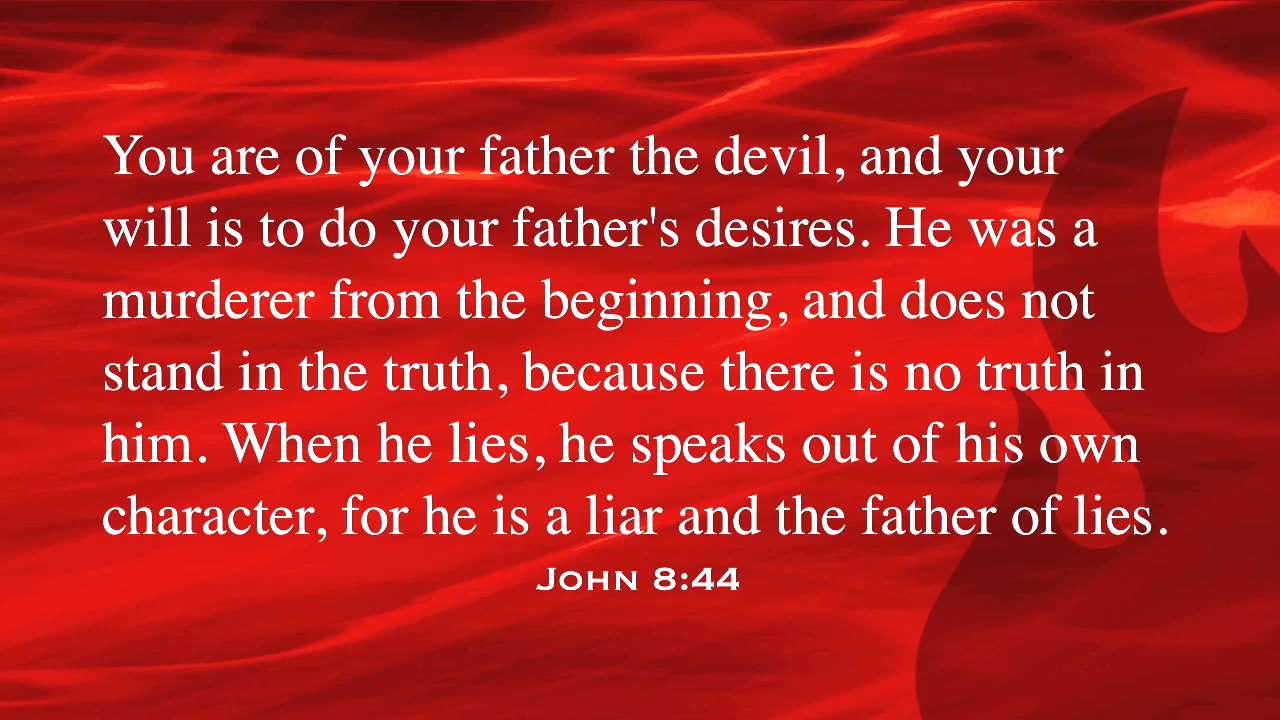 You are of your father the devil, and your
will is to do your father's desires. He was a
murderer from the beginning, and does not
stand in the truth, because there is no truth in
him. When he lies, he speaks out of his own
character, for he is a liar and the father of lies.
John 8:44